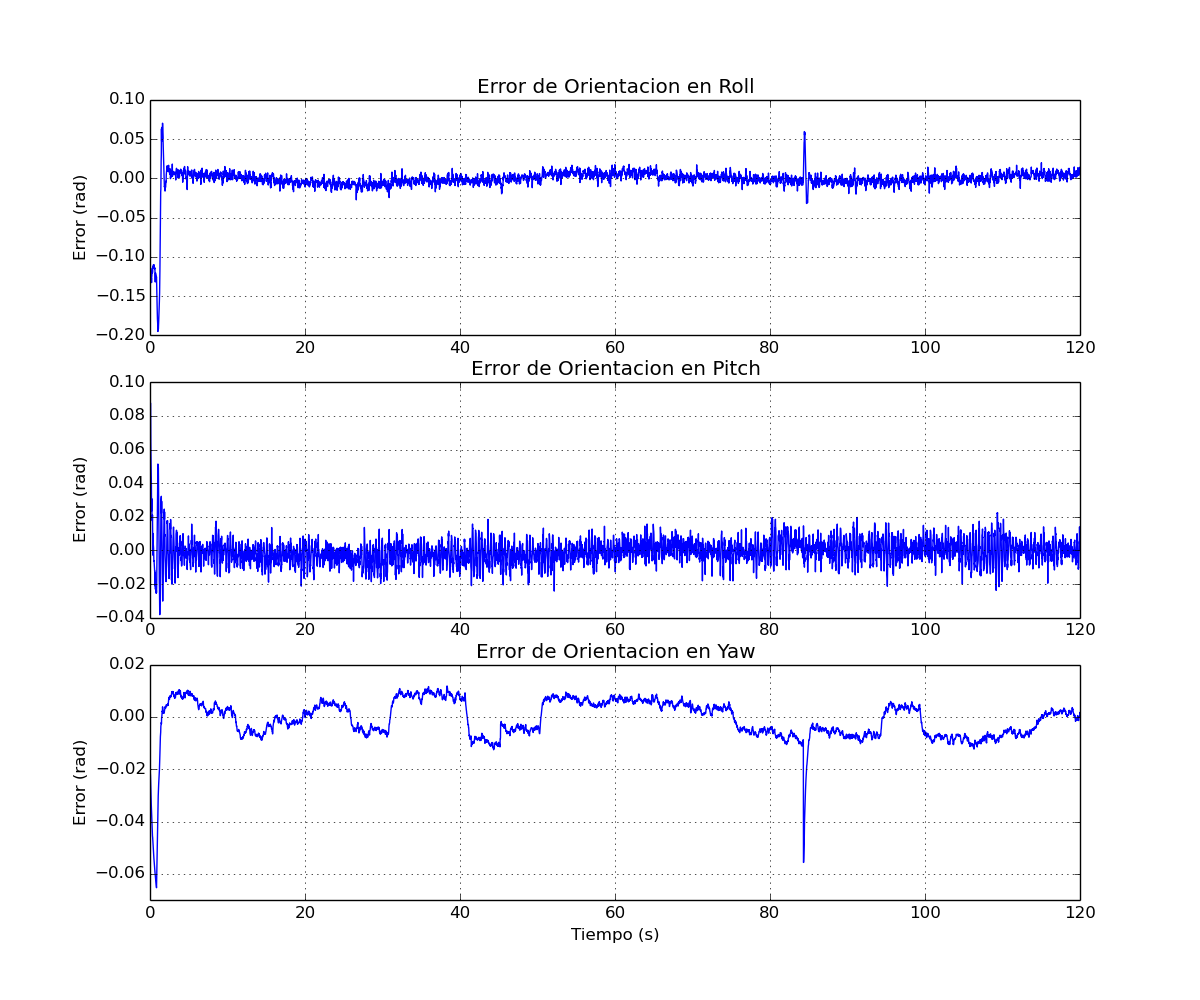 Error de Orientacion en Roll
0.10
0.05
0.00
−0.05
−0.10
−0.15
−0.20
Error (rad)
0 20 40 60 80 100 120
Error de Orientacion en Pitch
0.10
0.08
0.06
0.04
0.02
0.00
−0.02
−0.04
Error (rad)
0 20 40 60 80 100 120
Error de Orientacion en Yaw
0.02
0.00
−0.02
−0.04
−0.06
Error (rad)
0 20 40 60 80 100 120
Tiempo (s)